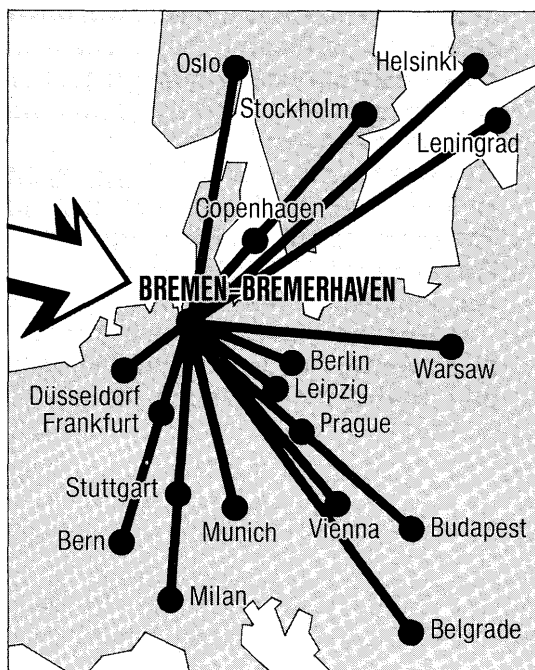 Oslo
Helsinki
Stockholm
Leningrad
Copenhagen
BREMEN-BREMERHAVEN
Berlin
Warsaw
Düsseldorf
Leipzig
Frankfurt
Prague
Stuttgart
Munich
Vienna
Budapest
Bern
Milan
Belgrade